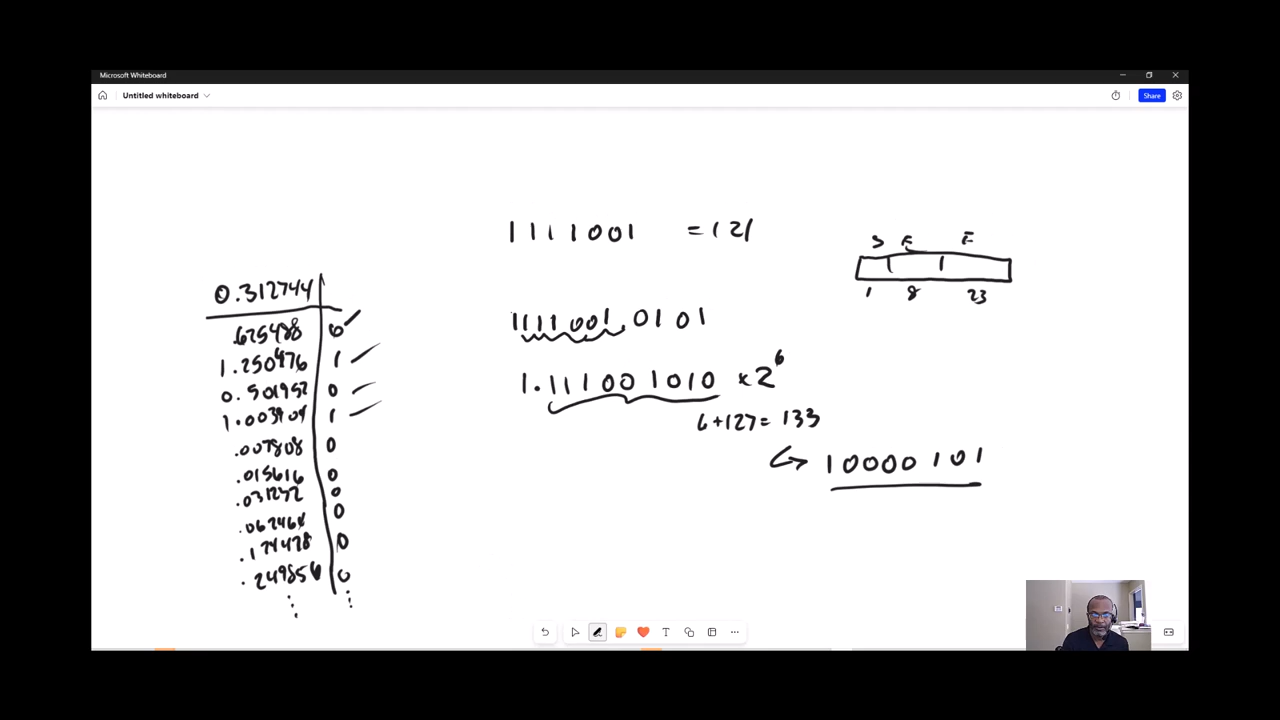 Microsoft Whiteboard
Untitled whiteboard
Share
1111001 = 121
S E F
1 8 23
0.312744
.625488 0
1.250976 1
0.501952 0
1.003904 1
.007808 0
.015616 0
.031232 0
.062464 0
.124928 0
.249856 0
1111001 0101
1.111001010 x 2^6
6+127= 133
10000101
T